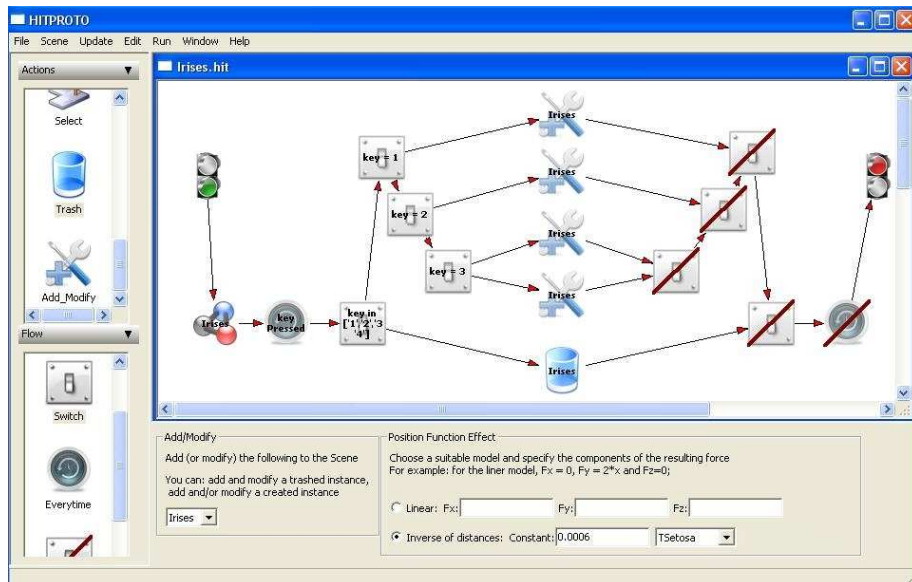 HITPROTO
File Scene Update Edit Run Window Help
Actions
Select
Trash
Add_Modify
Flow
Switch
Everytime
Irises.hit
Irises
key = 1
Irises
key = 2
Irises
key = 3
Irises
Irises
key Pressed
key in
['1','2','3
'4']
Irises
Add/Modify
Add (or modify) the following to the Scene
You can: add and modify a trashed instance,
add and/or modify a created instance
Irises
Position Function Effect
Choose a suitable model and specify the components of the resulting force
For example: for the liner model, Fx = 0, Fy = 2*x and Fz=0;
Linear: Fx: Fy: Fz:
Inverse of distances: Constant: 0.0006 TSetosa